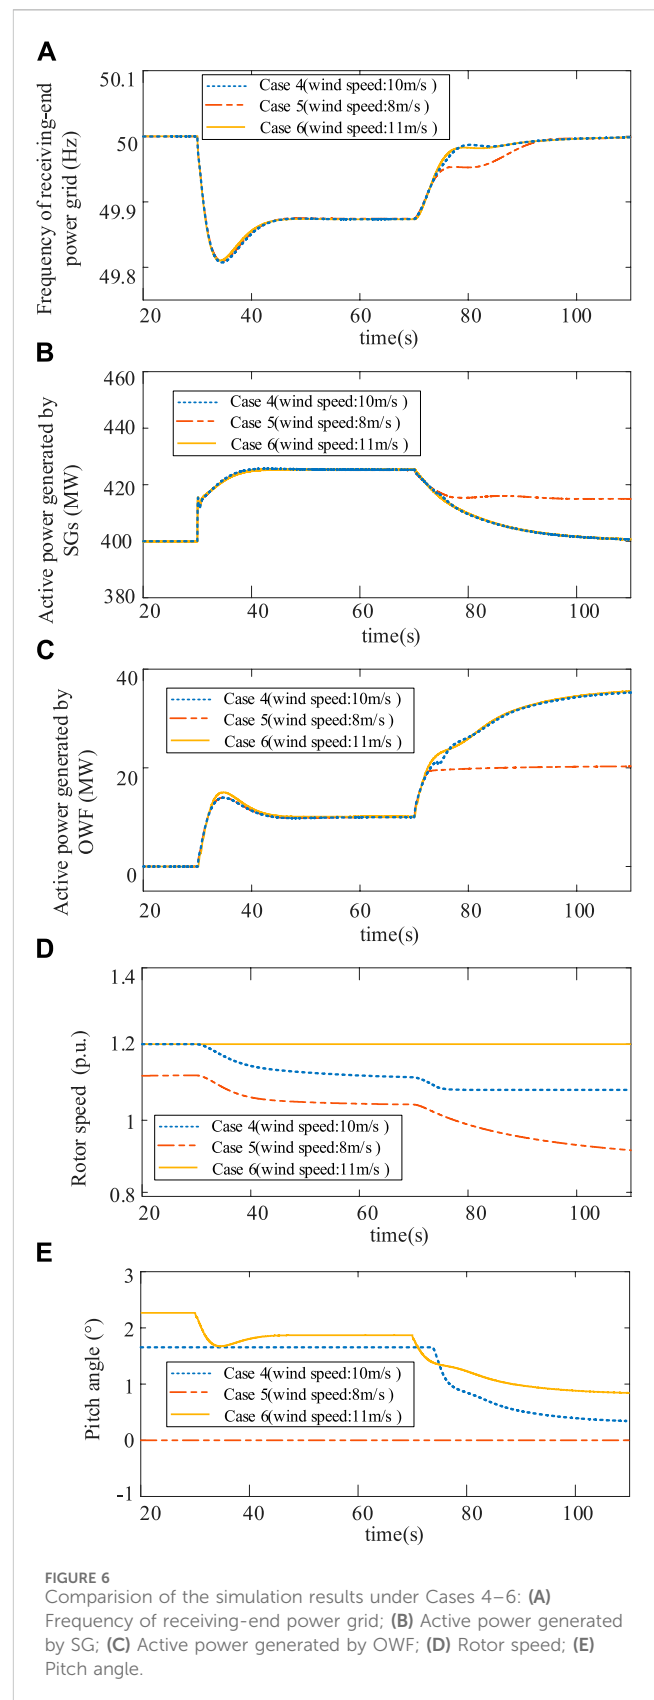 A
Frequency of receiving-end
power grid (Hz)
50.1
50
49.9
49.8
Case 4(wind speed:10m/s )
Case 5(wind speed:8m/s )
Case 6(wind speed:11m/s )
20 40 60 80 100
time(s)
B
Active power generated by
SGs (MW)
460
440
420
400
380
Case 4(wind speed:10m/s )
Case 5(wind speed:8m/s )
Case 6(wind speed:11m/s )
20 40 60 80 100
time(s)
C
Active power generated by
OWF (MW)
40
20
0
Case 4(wind speed:10m/s )
Case 5(wind speed:8m/s )
Case 6(wind speed:11m/s )
20 40 60 80 100
time(s)
D
Rotor speed (p.u.)
1.4
1.2
1
0.8
Case 4(wind speed:10m/s )
Case 5(wind speed:8m/s )
Case 6(wind speed:11m/s )
20 40 60 80 100
time(s)
E
Pitch angle (°)
3
2
1
0
-1
Case 4(wind speed:10m/s )
Case 5(wind speed:8m/s )
Case 6(wind speed:11m/s )
20 40 60 80 100
time(s)
FIGURE 6
Comparision of the simulation results under Cases 4–6: (A)
Frequency of receiving-end power grid; (B) Active power generated
by SG; (C) Active power generated by OWF; (D) Rotor speed; (E)
Pitch angle.